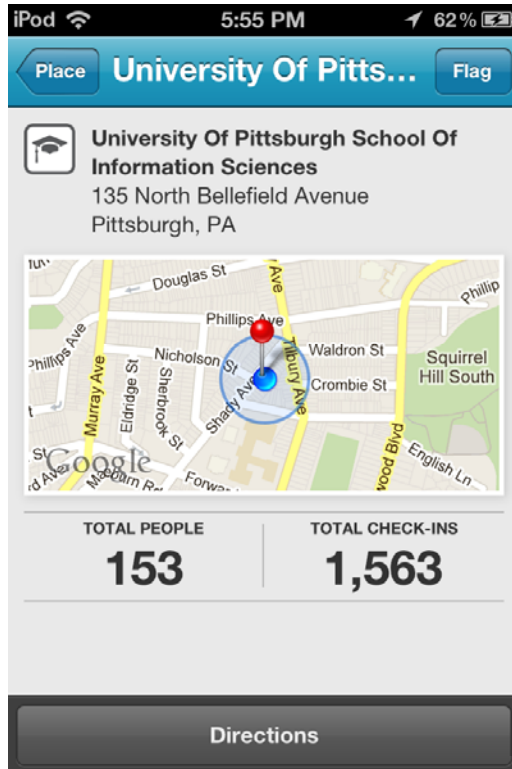 iPod 5:55 PM 62%
Place University Of Pitts... Flag
University Of Pittsburgh School Of
Information Sciences
135 North Bellefield Avenue
Pittsburgh, PA
Douglas St
Ave
Phillip
Phillips Ave
Phillips Ave
Nicholson
Waldron St
Squirrel
Hill South
Crombie St
Murray Ave
Eldridge St
Sherbrook St
Shady Ave
Tilbury Ave
wood Blvd
English Ln
St
Google
rd Ave
Forwar
TOTAL PEOPLE TOTAL CHECK-INS
153 1,563
Directions